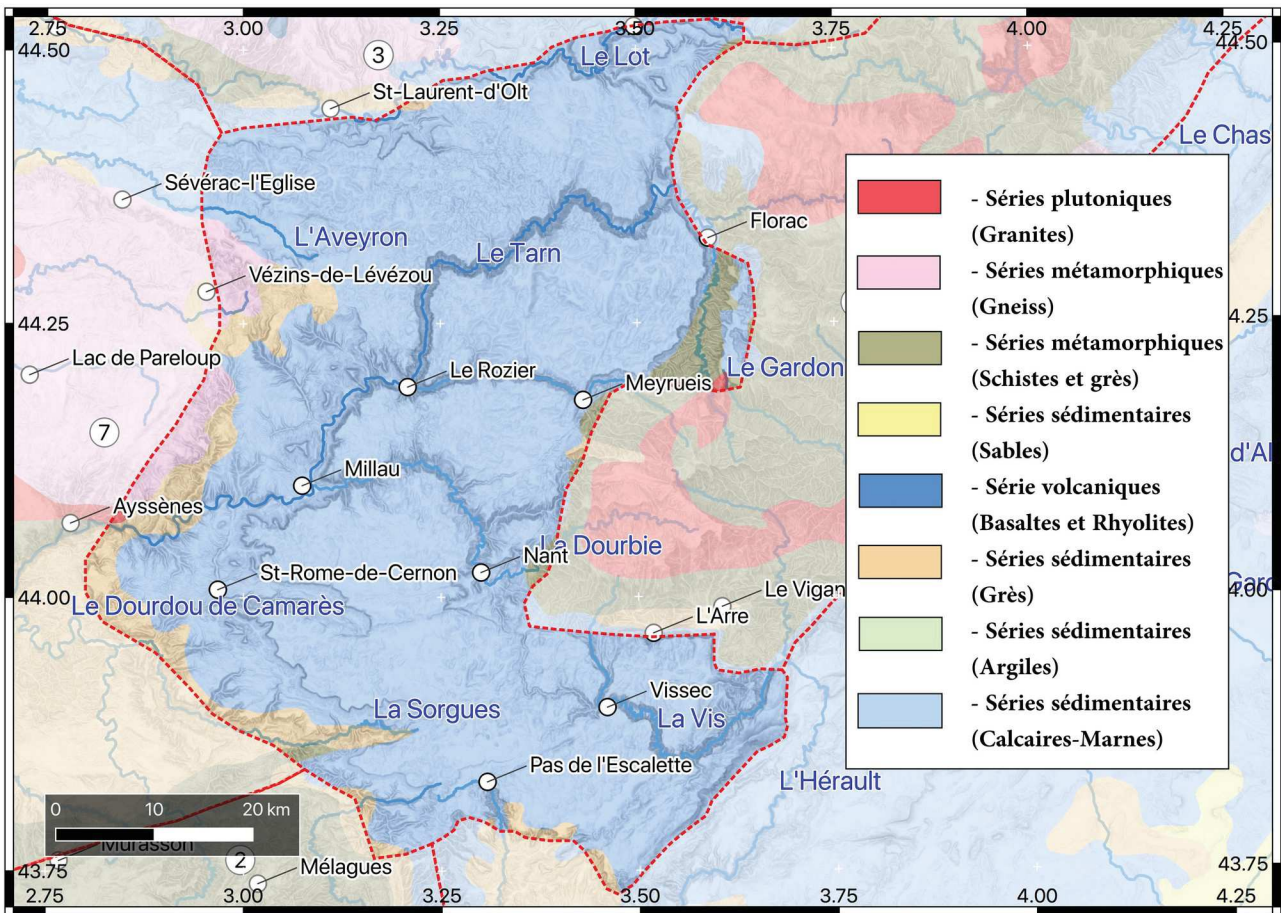 2.75
3.00
3.25
3.50
3.75
4.00
4.25
44.50
44.50
3
Le Lot
St-Laurent-d'Olt
Le Chas
Sévérac-l'Eglise
- Séries plutoniques
(Granites)
Florac
L'Aveyron
Le Tarn
Vézins-de-Lévézou
- Séries métamorphiques
(Gneiss)
44.25
4.25
- Séries métamorphiques
(Schistes et grès)
Lac de Pareloup
Le Rozier
Le Gardon
Meyrueis
- Séries sédimentaires
(Sables)
7
d'Al
Millau
- Série volcaniques
(Basaltes et Rhyolites)
Ayssènes
La Dourbie
Nant
- Séries sédimentaires
(Grès)
St-Rome-de-Cernon
44.00
Le Dourdou de Camarès
Le Vigan
4.00
L'Arre
- Séries sédimentaires
(Argiles)
Vissec
La Vis
La Sorgues
- Séries sédimentaires
(Calcaires-Marnes)
Pas de l'Escalette
L'Hérault
0
10
20 km
Murasson
2
43.75
43.75
Mélagues
2.75
3.00
3.25
3.50
3.75
4.00
4.25